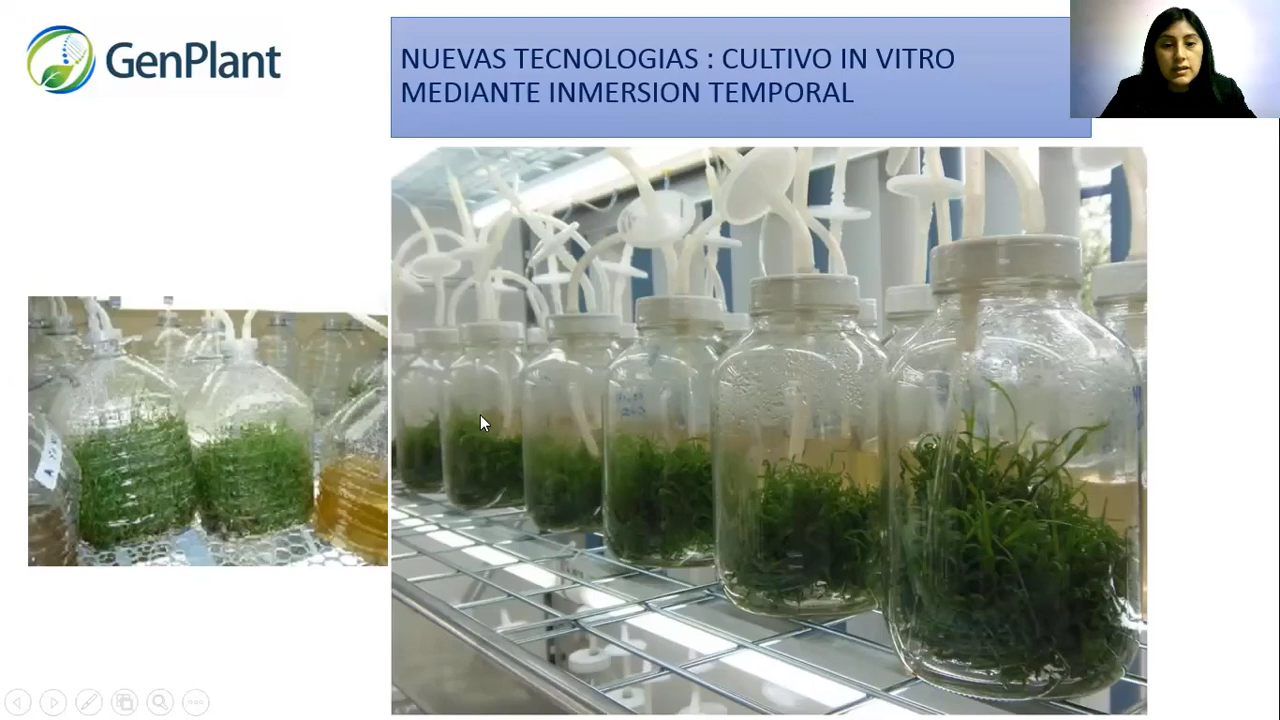 GenPlant
NUEVAS TECNOLOGIAS : CULTIVO IN VITRO
MEDIANTE INMERSION TEMPORAL